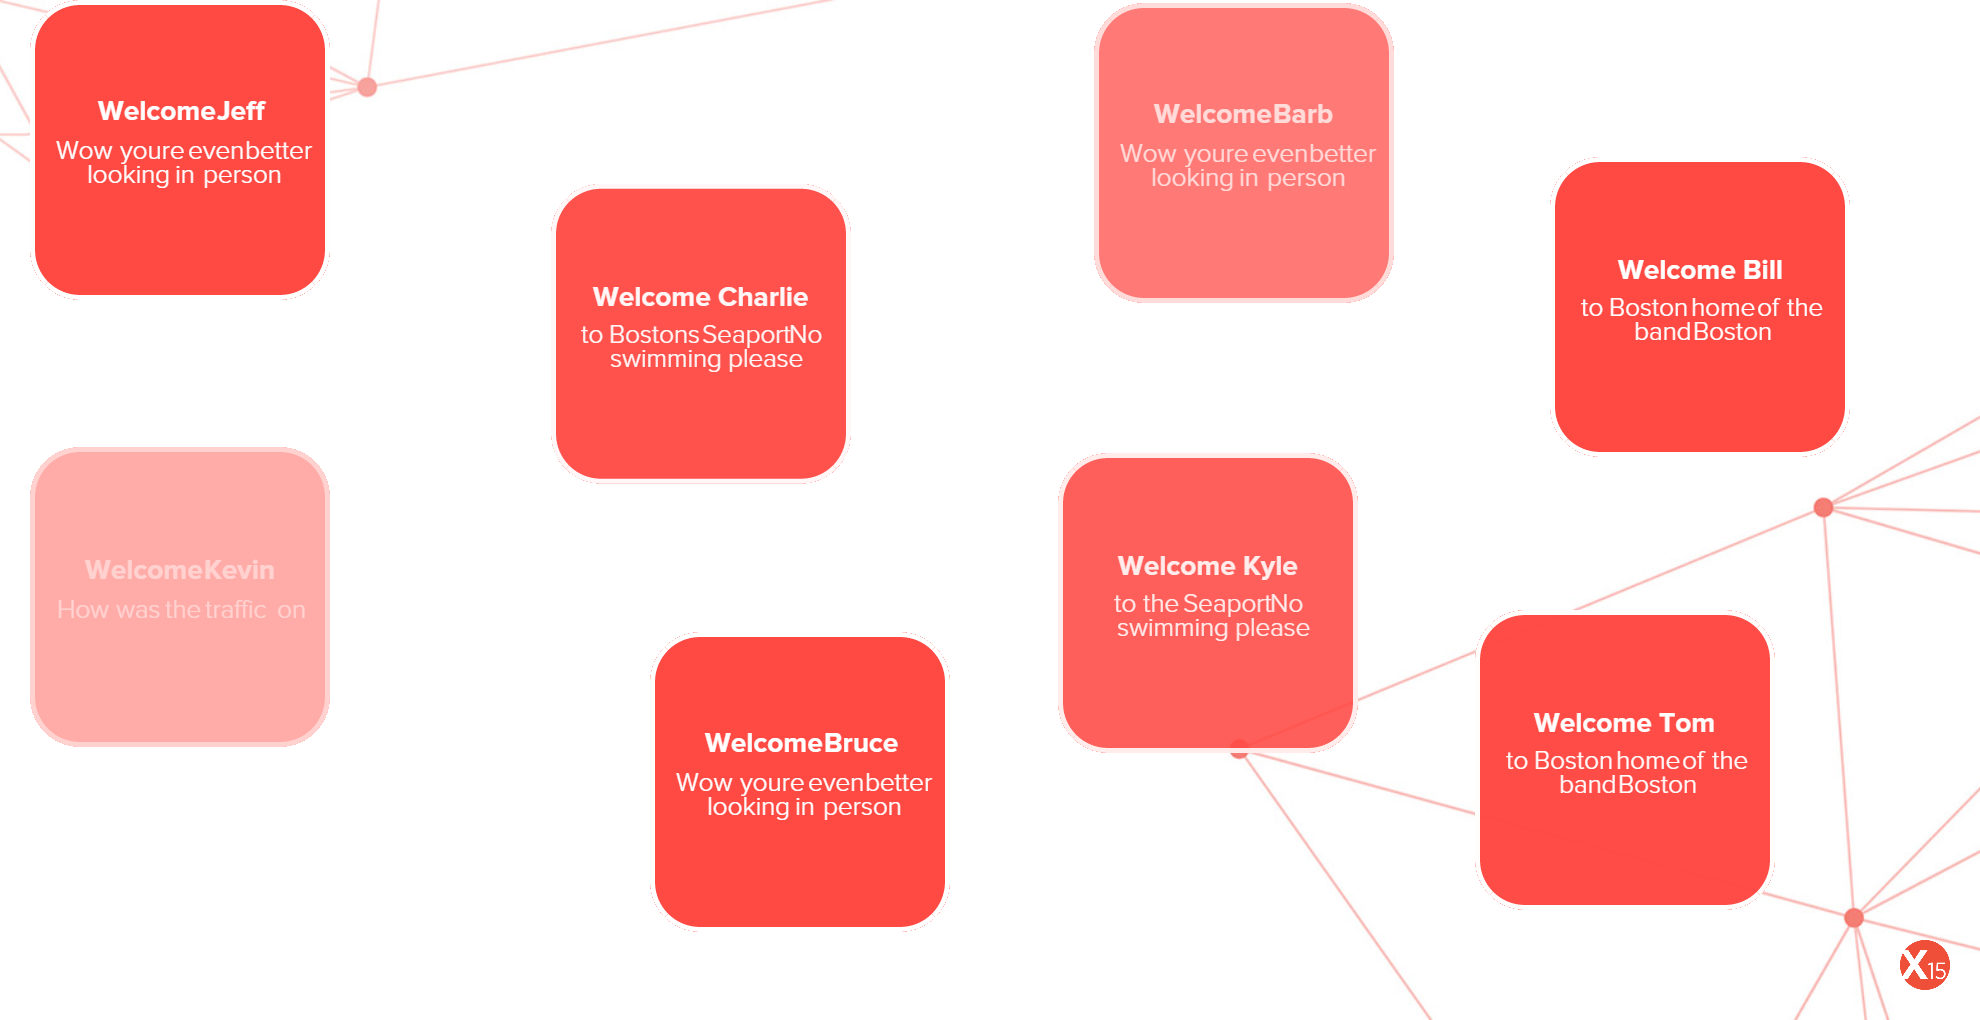 WelcomeJeff
Wow youre evenbetter
looking in person
WelcomeBarb
Wow youre evenbetter
looking in person
Welcome Charlie
to Bostons SeaportNo
swimming please
Welcome Bill
to Boston home of the
band Boston
WelcomeKevin
How was the traffic on
Welcome Kyle
to the SeaportNo
swimming please
WelcomeBruce
Wow youre evenbetter
looking in person
Welcome Tom
to Boston home of the
band Boston
X15